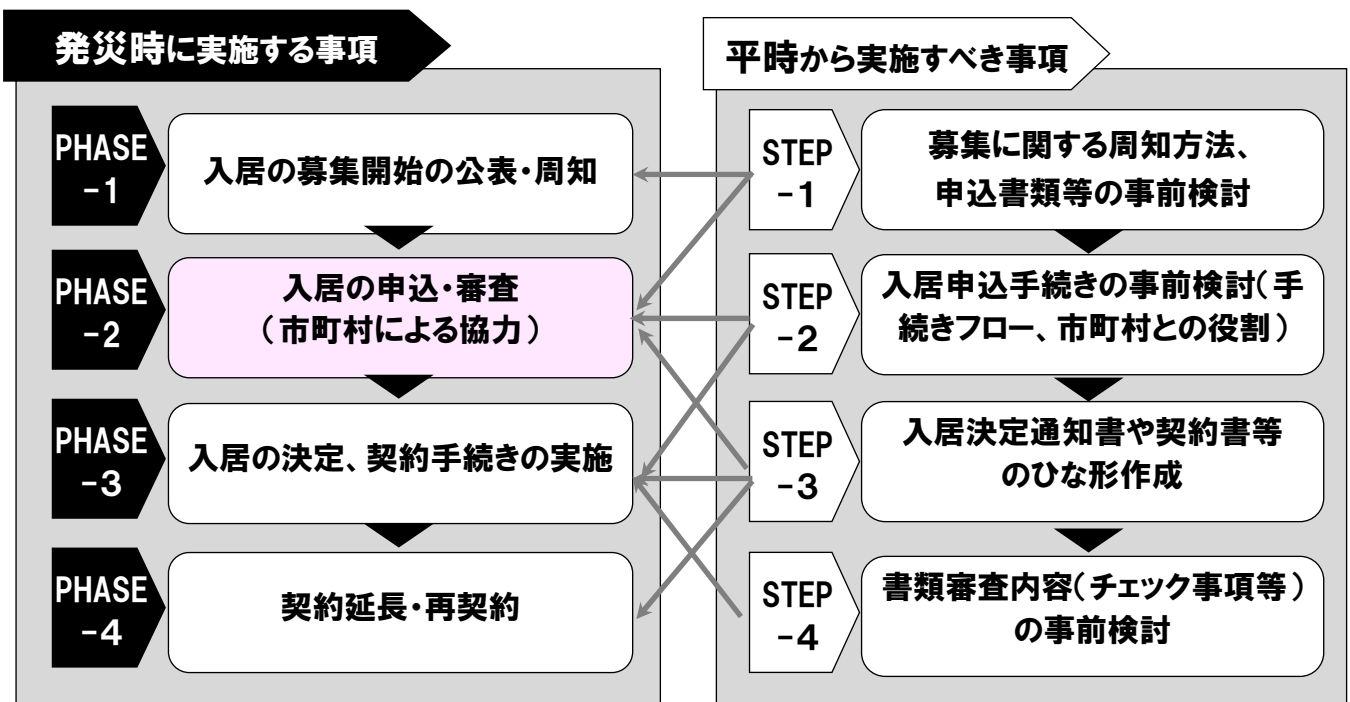 発災時に実施する事項
PHASE
-1
入居の募集開始の公表・周知
PHASE
-2
入居の申込・審査
（市町村による協力）
PHASE
-3
入居の決定、契約手続きの実施
PHASE
-4
契約延長・再契約
平時から実施すべき事項
STEP
-1
募集に関する周知方法、
申込書類等の事前検討
STEP
-2
入居申込手続きの事前検討（手
続きフロー、市町村との役割）
STEP
-3
入居決定通知書や契約書等
のひな形作成
STEP
-4
書類審査内容（チェック事項等）
の事前検討